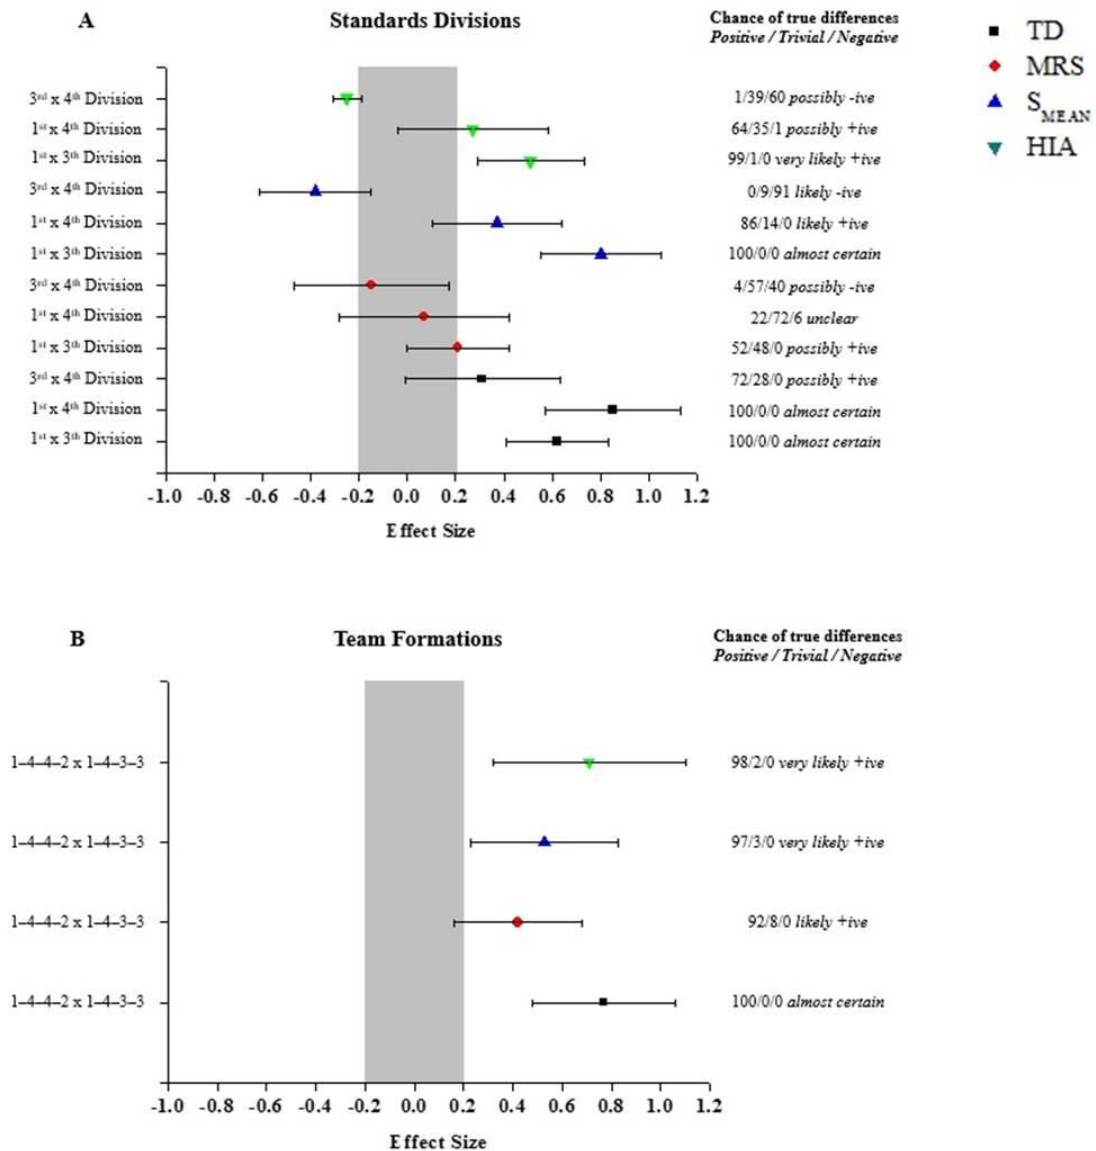 A
Standards Divisions
Chance of true differences
Positive / Trivial / Negative
TD
MRS
S_MEAN
HIA
3rd x 4th Division
1/39/60 possibly -ive
1st x 4th Division
64/35/1 possibly +ive
1st x 3th Division
99/1/0 very likely +ive
3rd x 4th Division
0/9/91 likely -ive
1st x 4th Division
86/14/0 likely +ive
1st x 3th Division
100/0/0 almost certain
3rd x 4th Division
4/57/40 possibly -ive
1st x 4th Division
22/72/6 unclear
1st x 3th Division
52/48/0 possibly +ive
3rd x 4th Division
72/28/0 possibly +ive
1st x 4th Division
100/0/0 almost certain
1st x 3th Division
100/0/0 almost certain
-1.0 -0.8 -0.6 -0.4 -0.2 0.0 0.2 0.4 0.6 0.8 1.0 1.2
Effect Size
B
Team Formations
Chance of true differences
Positive / Trivial / Negative
1–4–4–2 x 1–4–3–3
98/2/0 very likely +ive
1–4–4–2 x 1–4–3–3
97/3/0 very likely +ive
1–4–4–2 x 1–4–3–3
92/8/0 likely +ive
1–4–4–2 x 1–4–3–3
100/0/0 almost certain
-1.0 -0.8 -0.6 -0.4 -0.2 0.0 0.2 0.4 0.6 0.8 1.0 1.2
Effect Size